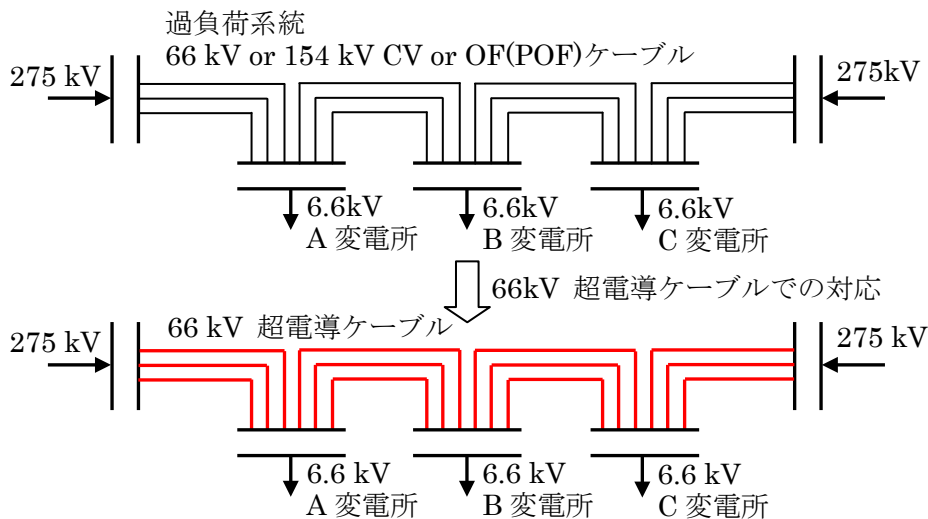 過負荷系統
66 kV or 154 kV CV or OF(POF)ケーブル
275 kV
275kV
6.6kV
A 変電所
6.6kV
B 変電所
6.6kV
C 変電所
66kV 超電導ケーブルでの対応
66 kV 超電導ケーブル
275 kV
275 kV
6.6 kV
A 変電所
6.6 kV
B 変電所
6.6 kV
C 変電所